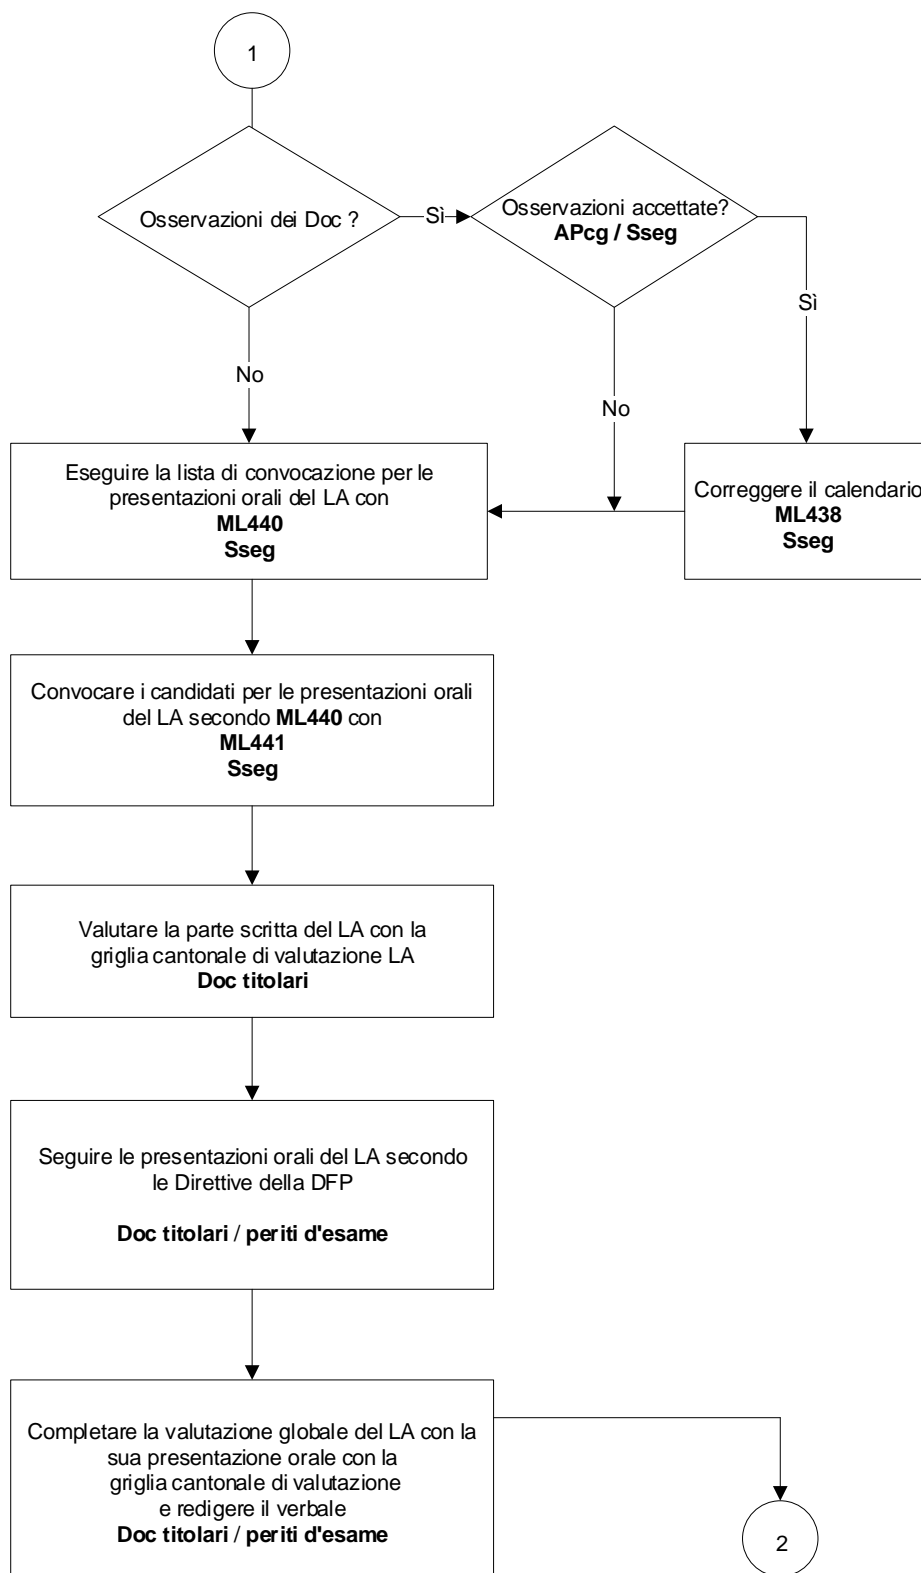 1
Osservazioni dei Doc ?
Sì
Osservazioni accettate?
APcg / Sseg
Sì
No
No
Eseguire la lista di convocazione per le
presentazioni orali del LA con
ML440
Sseg
Correggere il calendario
ML438
Sseg
Convocare i candidati per le presentazioni orali
del LA secondo ML440 con
ML441
Sseg
Valutare la parte scritta del LA con la
griglia cantonale di valutazione LA
Doc titolari
Seguire le presentazioni orali del LA secondo
le Direttive della DFP
Doc titolari / periti d'esame
Completare la valutazione globale del LA con la
sua presentazione orale con la
griglia cantonale di valutazione
e redigere il verbale
Doc titolari / periti d'esame
2